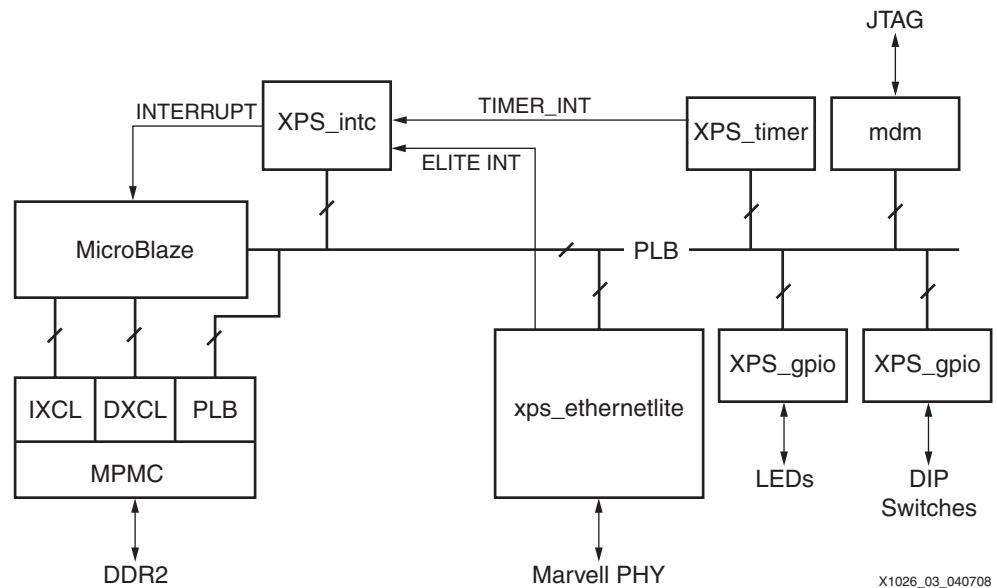 JTAG
INTERRUPT
XPS_intc
TIMER_INT
XPS_timer
mdm
ELITE INT
MicroBlaze
PLB
IXCL
DXCL
PLB
MPMC
xps_ethernetlite
XPS_gpio
XPS_gpio
DDR2
Marvell PHY
LEDs
DIP
Switches
X1026_03_040708